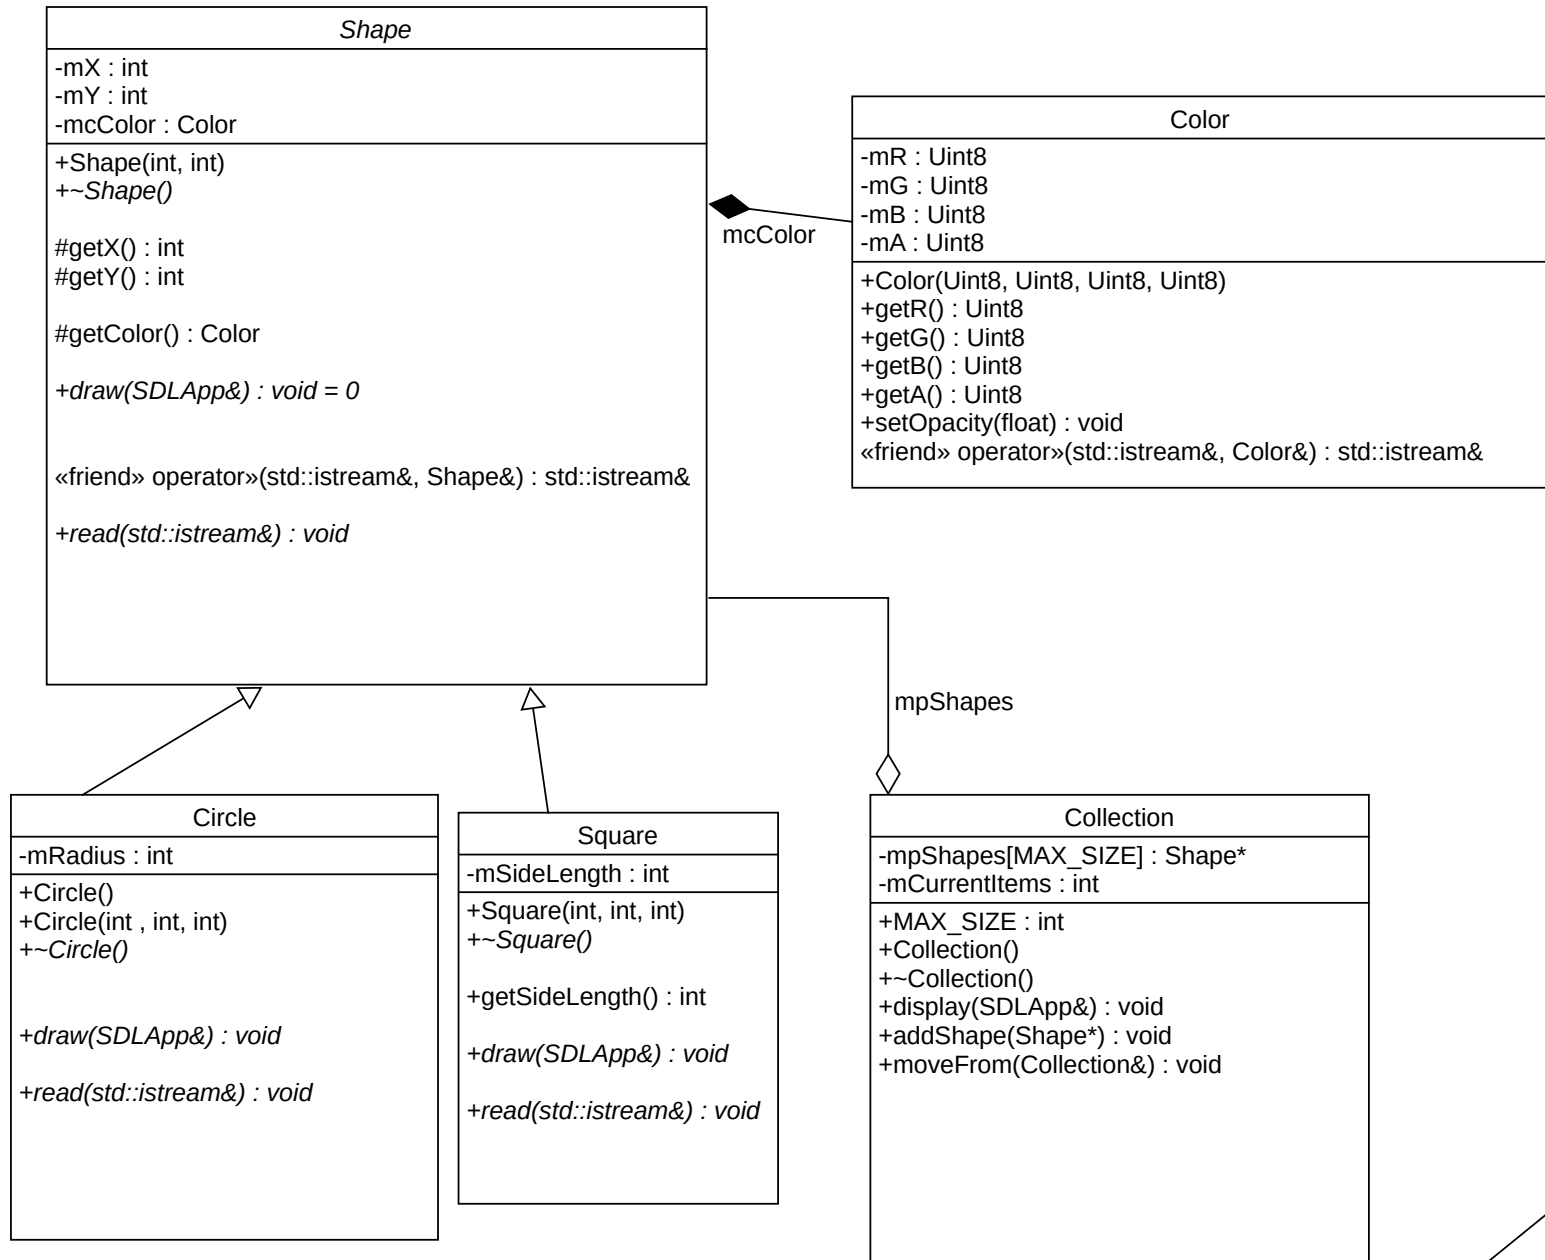 Shape
-mX : int
-mY : int
-mcColor : Color
+Shape(int, int)
+~Shape()
#getX() : int
#getY() : int
#getColor() : Color
+draw(SDLApp&) : void = 0
«friend» operator»(std::istream&, Shape&) : std::istream&
+read(std::istream&) : void
mcColor
Color
-mR : Uint8
-mG : Uint8
-mB : Uint8
-mA : Uint8
+Color(Uint8, Uint8, Uint8, Uint8)
+getR() : Uint8
+getG() : Uint8
+getB() : Uint8
+getA() : Uint8
+setOpacity(float) : void
«friend» operator»(std::istream&, Color&) : std::istream&
mpShapes
Circle
-mRadius : int
+Circle()
+Circle(int , int, int)
+~Circle()
+draw(SDLApp&) : void
+read(std::istream&) : void
Square
-mSideLength : int
+Square(int, int, int)
+~Square()
+getSideLength() : int
+draw(SDLApp&) : void
+read(std::istream&) : void
Collection
-mpShapes[MAX_SIZE] : Shape*
-mCurrentItems : int
+MAX_SIZE : int
+Collection()
+~Collection()
+display(SDLApp&) : void
+addShape(Shape*) : void
+moveFrom(Collection&) : void